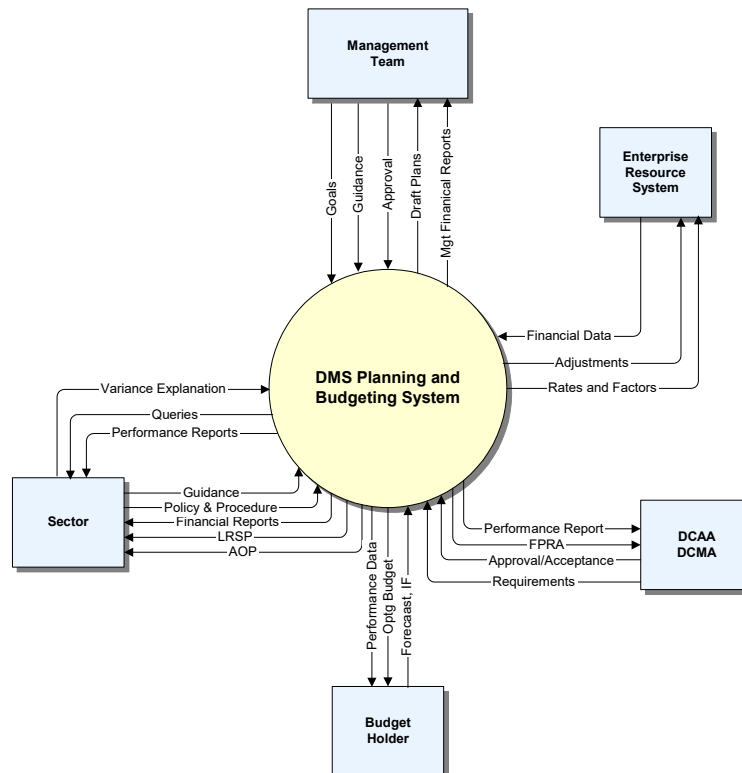 Management
Team
Goals
Guidance
Approval
Draft Plans
Mgt Finanical Reports
Enterprise
Resource
System
Financial Data
Adjustments
Rates and Factors
DMS Planning and
Budgeting System
Variance Explanation
Queries
Performance Reports
Sector
Guidance
Policy & Procedure
Financial Reports
LRSP
AOP
Performance Data
Optg Budget
Forecaast, IF
Performance Report
FPRA
Approval/Acceptance
Requirements
DCAA
DCMA
Budget
Holder